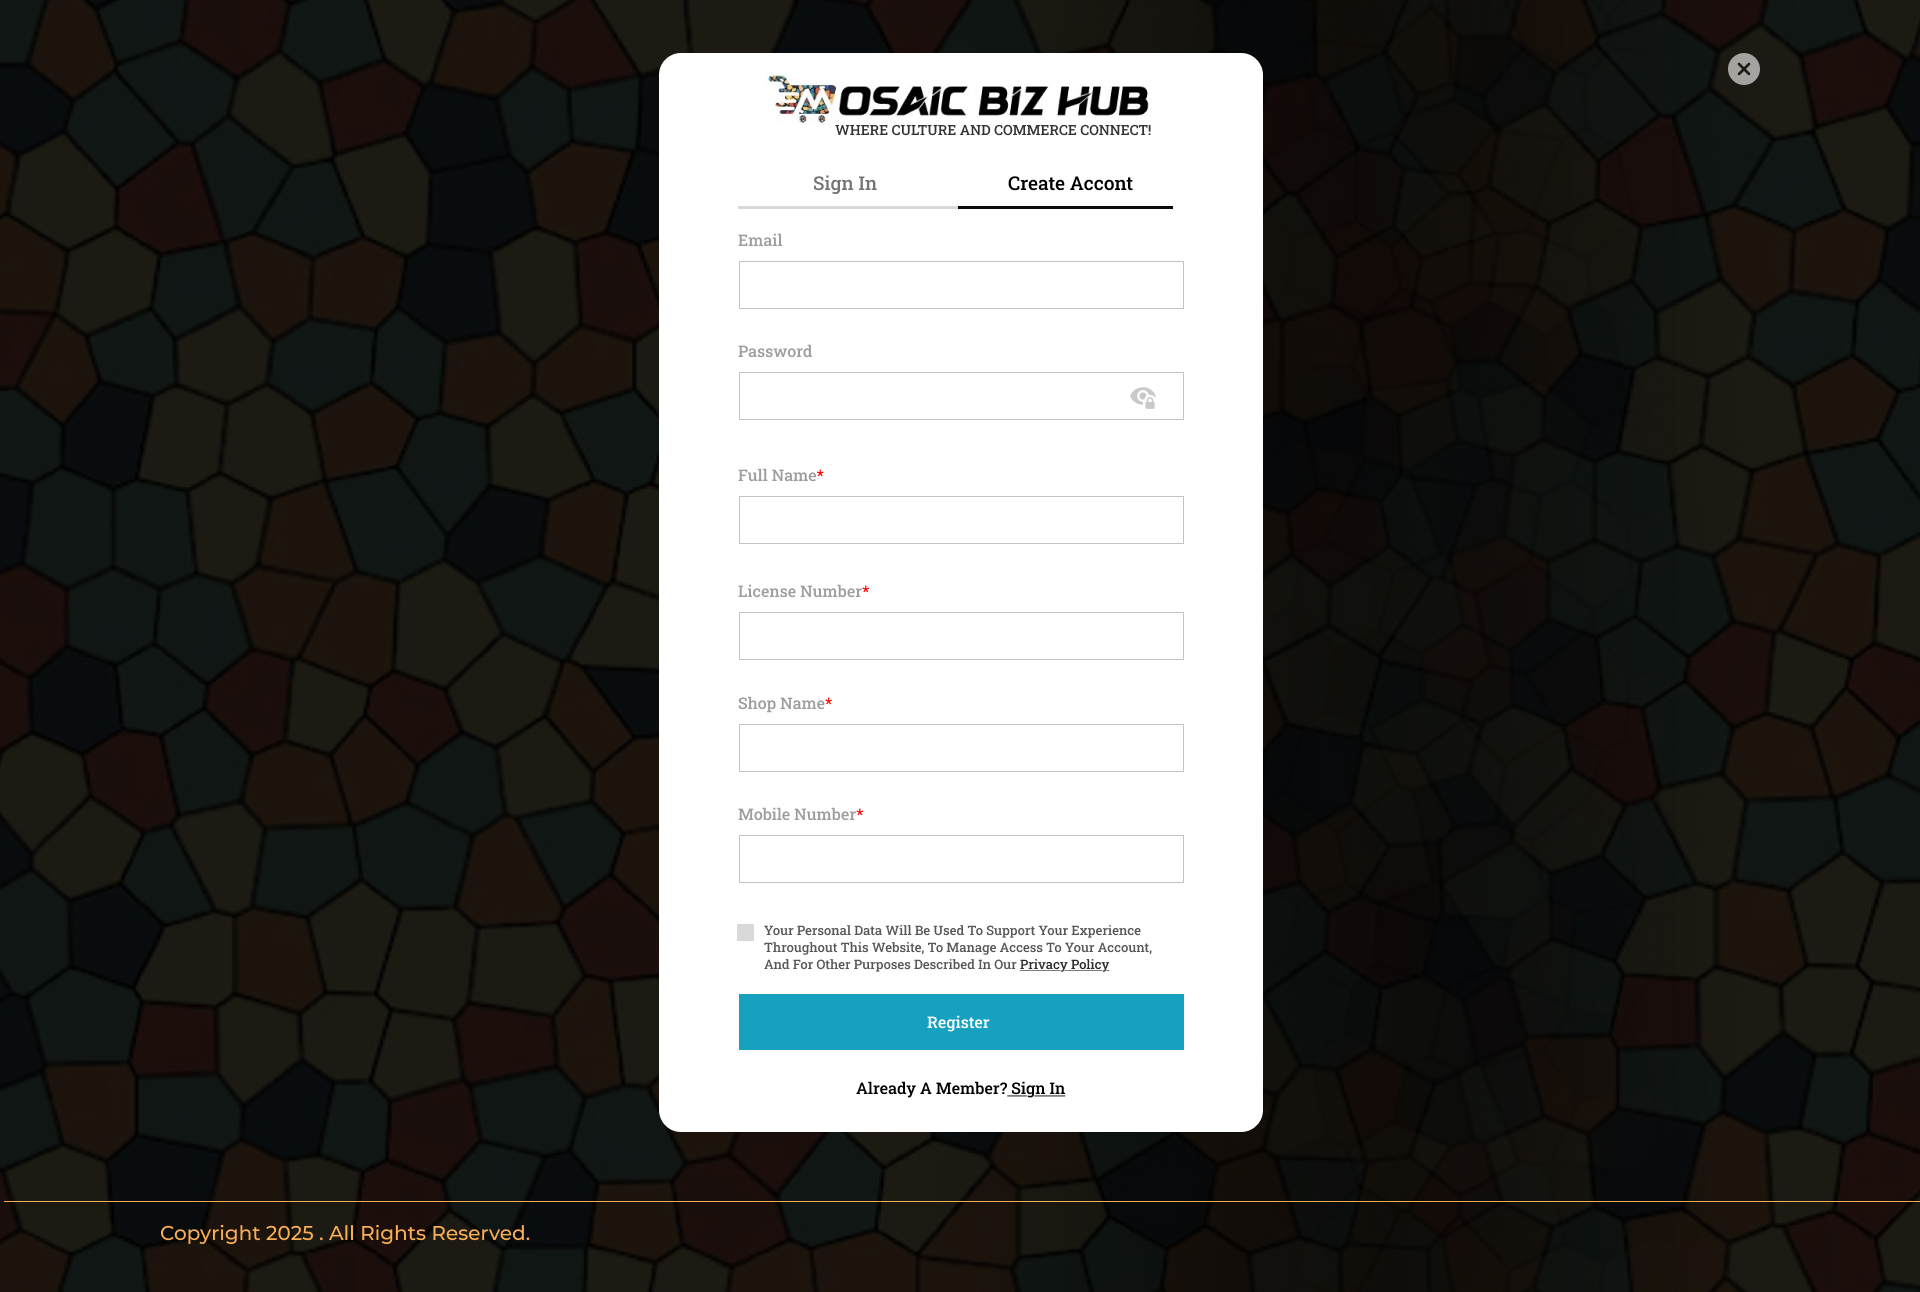 MOSAIC BIZ HUB
WHERE CULTURE AND COMMERCE CONNECT!
Sign In
Create Accont
Email
Password
Full Name*
License Number*
Shop Name*
Mobile Number*
Your Personal Data Will Be Used To Support Your Experience
Throughout This Website, To Manage Access To Your Account,
And For Other Purposes Described In Our Privacy Policy
Register
Already A Member? Sign In
Copyright 2025 . All Rights Reserved.